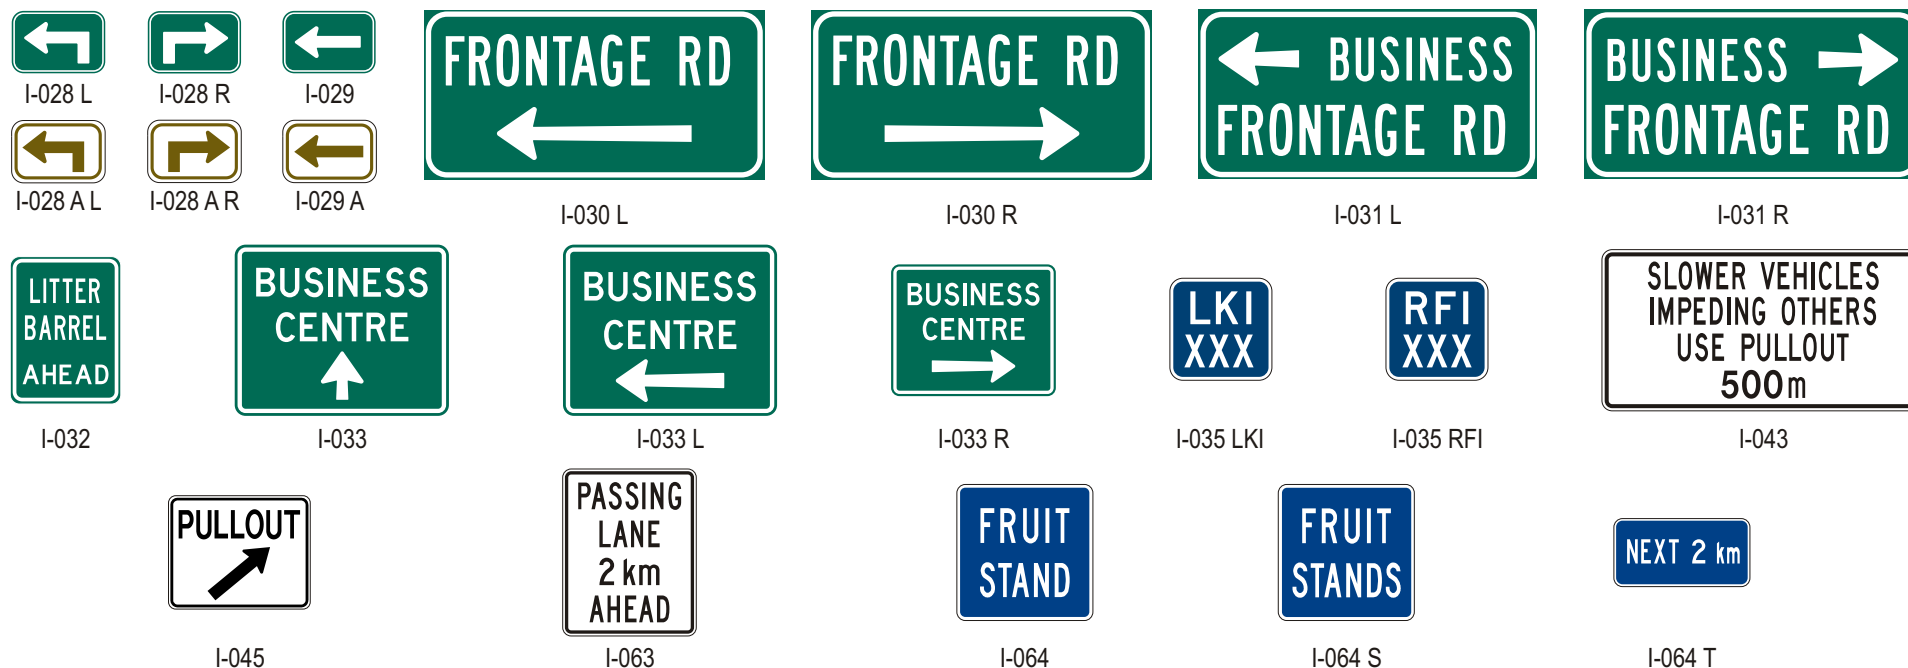 I-028 L
I-028 R
I-029
I-028 A L
I-028 A R
I-029 A
FRONTAGE RD
I-030 L
FRONTAGE RD
I-030 R
BUSINESS
FRONTAGE RD
I-031 L
BUSINESS
FRONTAGE RD
I-031 R
LITTER
BARREL
AHEAD
I-032
BUSINESS
CENTRE
I-033
BUSINESS
CENTRE
I-033 L
BUSINESS
CENTRE
I-033 R
LKI
XXX
I-035 LKI
RFI
XXX
I-035 RFI
SLOWER VEHICLES
IMPEDING OTHERS
USE PULLOUT
500m
I-043
PULLOUT
I-045
PASSING
LANE
2 km
AHEAD
I-063
FRUIT
STAND
I-064
FRUIT
STANDS
I-064 S
NEXT 2 km
I-064 T